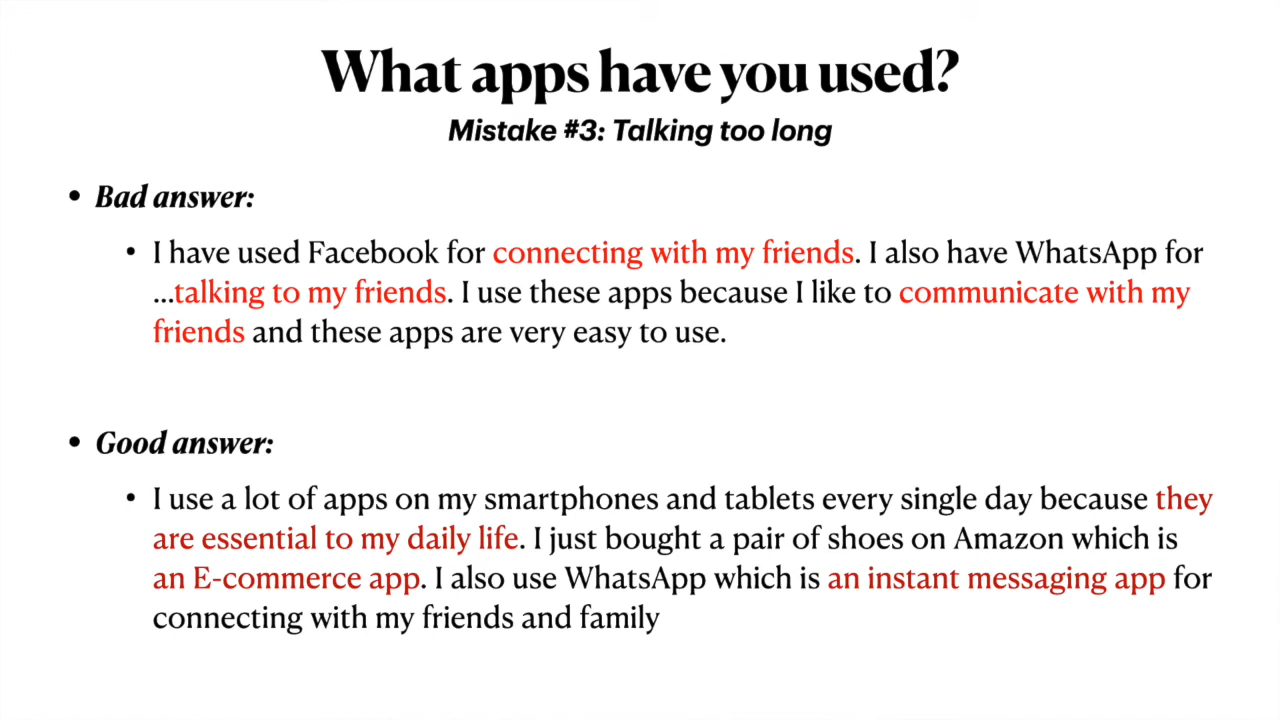 What apps have you used?
Mistake #3: Talking too long
• Bad answer:
• I have used Facebook for connecting with my friends. I also have WhatsApp for
...talking to my friends. I use these apps because I like to communicate with my
friends and these apps are very easy to use.
• Good answer:
• I use a lot of apps on my smartphones and tablets every single day because they
are essential to my daily life. I just bought a pair of shoes on Amazon which is
an E-commerce app. I also use WhatsApp which is an instant messaging app for
connecting with my friends and family